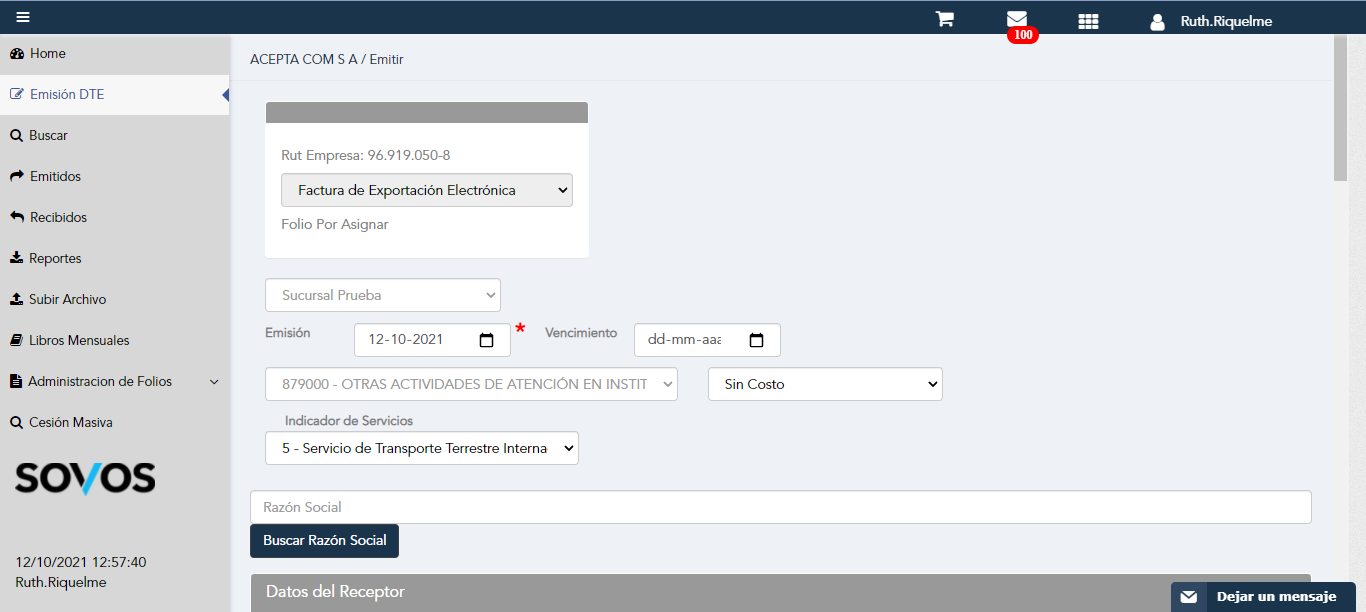 Ruth.Riquelme
100
Home
Emisión DTE
Buscar
Emitidos
Recibidos
Reportes
Subir Archivo
Libros Mensuales
Administracion de Folios
Cesión Masiva
SOVOS
12/10/2021 12:57:40
Ruth.Riquelme
ACEPTA COM S A / Emitir
Rut Empresa: 96.919.050-8
Factura de Exportación Electrónica
Folio Por Asignar
Sucursal Prueba
Emisión 12-10-2021 * Vencimiento dd-mm-aaa
879000 - OTRAS ACTIVIDADES DE ATENCIÓN EN INSTIT Sin Costo
Indicador de Servicios
5 - Servicio de Transporte Terrestre Interna
Razón Social
Buscar Razón Social
Datos del Receptor
Dejar un mensaje